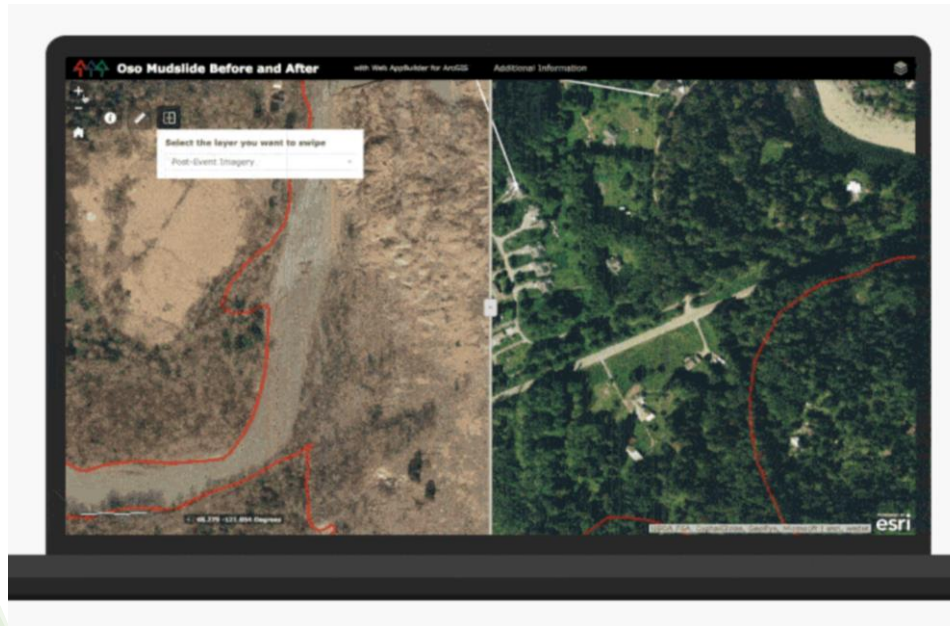 Oso Mudslide Before and After
with Web AppBuilder for ArcGIS
Additional Information
Select the layer you want to swipe
Post-Event Imagery
esri